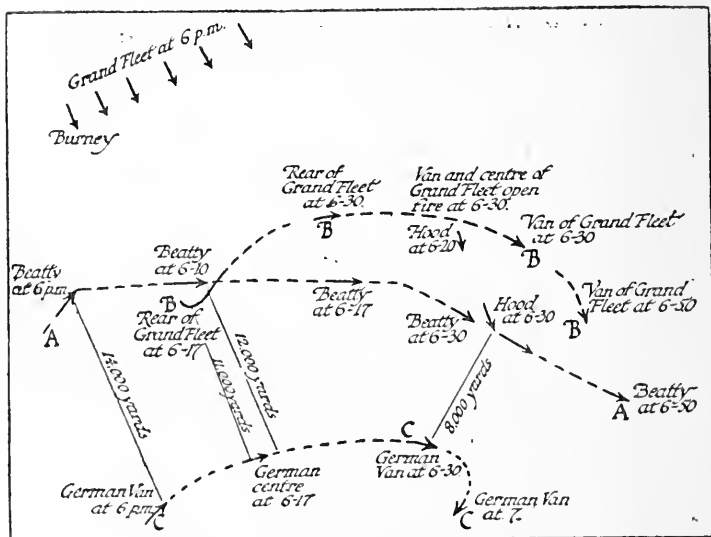 Grand Fleet at 6 p.m.
Burney
Rear of
Grand Fleet
at 6-30.
Van and centre of
Grand Fleet open
fire at 6-30.
Hood
at 6-20
Van of Grand Fleet
at 6-30
B
B
Beatty
at 6 pm
Beatty
at 6-10
B
Rear of
Grand Fleet
at 6-17
Beatty
at 6-17
Beatty
at 6-30
Hood
at 6-30
Van of Grand
Fleet at 6-50
B
A
14.000 yards
11.000 yards
12.000 yards
8.000 yards
A
Beatty
at 6-50
German Van
at 6 p.m.
C
German
centre
at 6-17
C
German
Van at 6-30
German Van
at 7.
C